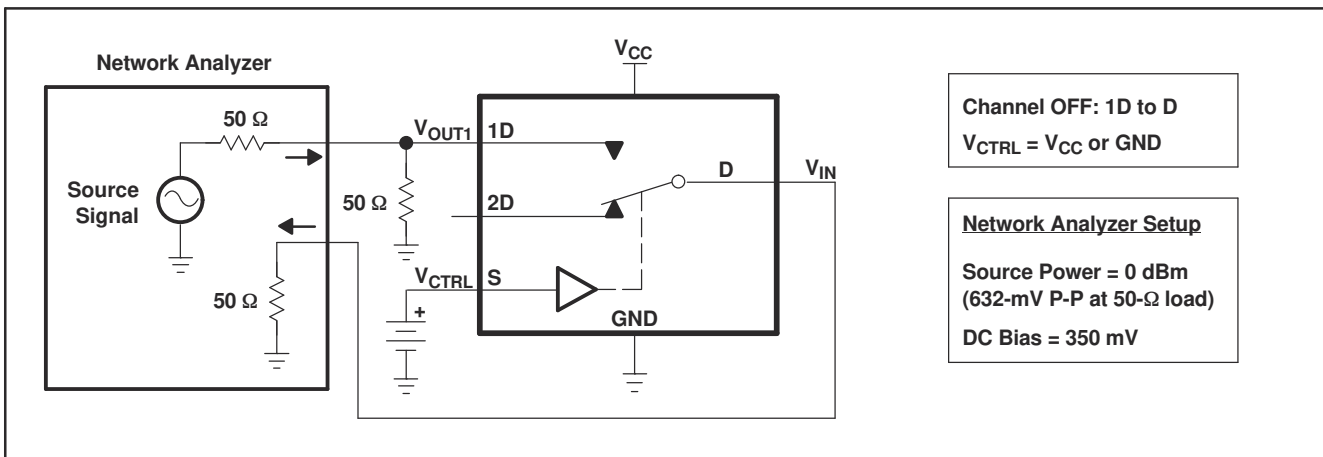 Network Analyzer
50 Ω
Source
Signal
50 Ω
50 Ω
V_OUT1
1D
2D
V_CTRL
S
+
V_CC
D
GND
V_IN
Channel OFF: 1D to D
V_CTRL = V_CC or GND
Network Analyzer Setup
Source Power = 0 dBm
(632-mV P-P at 50-Ω load)
DC Bias = 350 mV